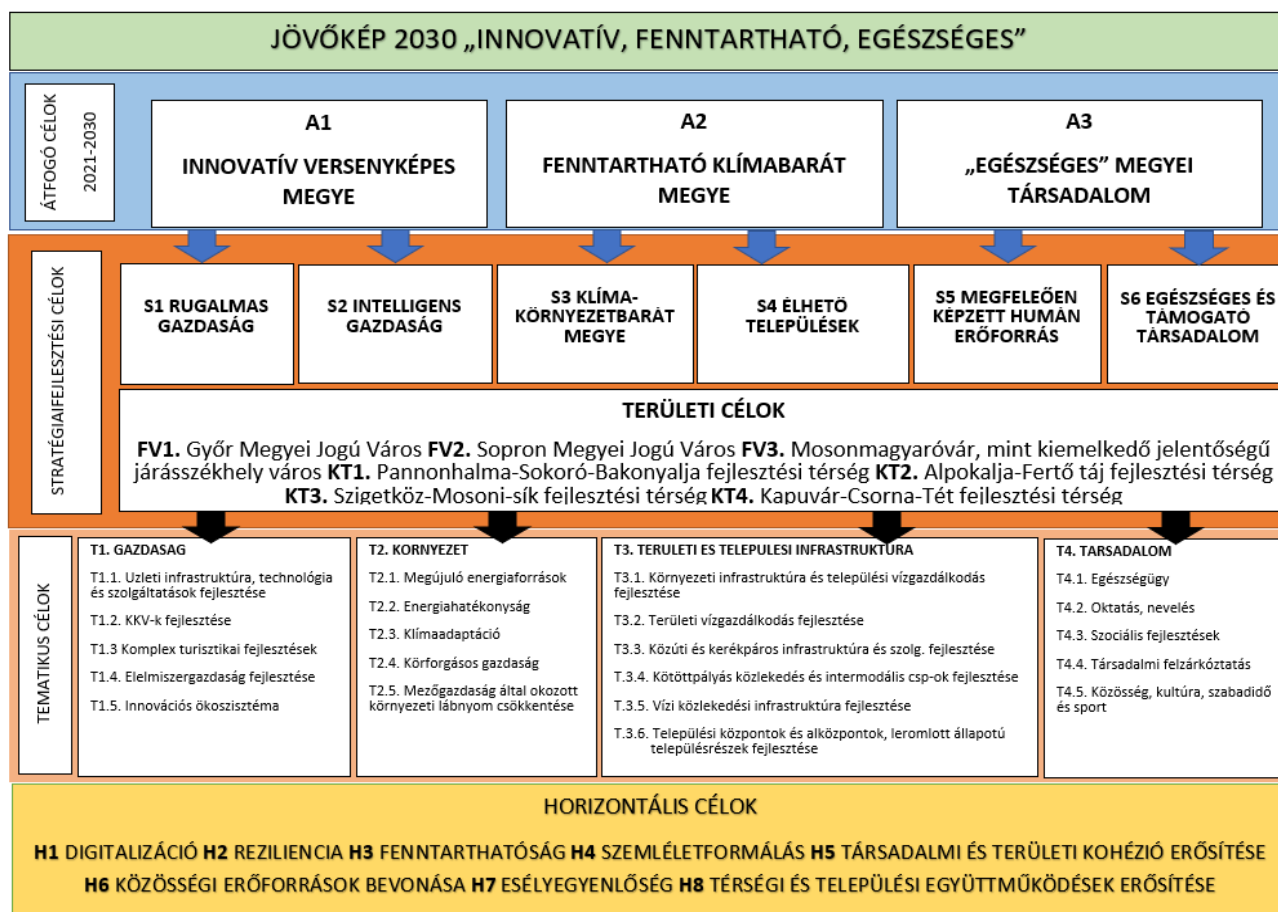 JÖVŐKÉP 2030 „INNOVATÍV, FENNTARTHATÓ, EGÉSZSÉGES”
ÁTFOGÓ CÉLOK
2021-2030
A1
INNOVATÍV VERSENYKÉPES
MEGYE
A2
FENNTARTHATÓ KLÍMABARÁT
MEGYE
A3
„EGÉSZSÉGES” MEGYEI
TÁRSADALOM
STRATÉGIAIFEJLESZTÉSI CÉLOK
S1 RUGALMAS
GAZDASÁG
S2 INTELLIGENS
GAZDASÁG
S3 KLÍMA-
KÖRNYEZETBARÁT
MEGYE
S4 ÉLHETŐ
TELEPÜLÉSEK
S5 MEGFELEŐEN
KÉPZETT HUMÁN
ERŐFORRÁS
S6 EGÉSZSÉGES ÉS
TÁMOGATÓ
TÁRSADALOM
TERÜLETI CÉLOK
FV1. Győr Megyei Jogú Város FV2. Sopron Megyei Jogú Város FV3. Mosonmagyaróvár, mint kiemelkedő jelentőségű
járásszékhely város KT1. Pannonhalma-Sokoró-Bakonyalja fejlesztési térség KT2. Alpokalja-Fertő táj fejlesztési térség
KT3. Szigetköz-Mosoni-sík fejlesztési térség KT4. Kapuvár-Csorna-Tét fejlesztési térség
TEMATIKUS CÉLOK
T1. GAZDASAG
T1.1. Uzleti infrastruktúra, technológia
és szolgáltatások fejlesztése
T1.2. KKV-k fejlesztése
T1.3 Komplex turisztikai fejlesztések
T1.4. Elelmiszergazdaság fejlesztése
T1.5. Innovációs ökoszisztéma
T2. KORNYEZET
T2.1. Megújuló energiaforrások
T2.2. Energiahatékonyság
T2.3. Klímaadaptáció
T2.4. Körforgásos gazdaság
T2.5. Mezőgazdaság által okozott
környezeti lábnyom csökkentése
T3. TERULETI ES TELEPULESI INFRASTRUKTÚRA
T3.1. Környezeti infrastruktúra és települési vízgazdálkodás
fejlesztése
T3.2. Területi vízgazdálkodás fejlesztése
T3.3. Közúti és kerékpáros infrastruktúra és szolg. fejlesztése
T.3.4. Kötöttpályás közlekedés és intermodális csp-ok fejlesztése
T.3.5. Vízi közlekedési infrastruktúra fejlesztése
T.3.6. Települési központok és alközpontok, leromlott állapotú
településrészek fejlesztése
T4. TARSADALOM
T4.1. Egészségügy
T4.2. Oktatás, nevelés
T4.3. Szociális fejlesztések
T4.4. Társadalmi felzárkóztatás
T4.5. Közösség, kultúra, szabadidő
és sport
HORIZONTÁLIS CÉLOK
H1 DIGITALIZÁCIÓ H2 REZILIENCIA H3 FENNTARTHATÓSÁG H4 SZEMLÉLETFORMÁLÁS H5 TÁRSADALMI ÉS TERÜLETI KOHÉZIÓ ERŐSÍTÉSE
H6 KÖZÖSSÉGI ERŐFORRÁSOK BEVONÁSA H7 ESÉLYEGYENLŐSÉG H8 TÉRSÉGI ÉS TELEPÜLÉSI EGYÜTTMŰKÖDÉSEK ERŐSÍTÉSE